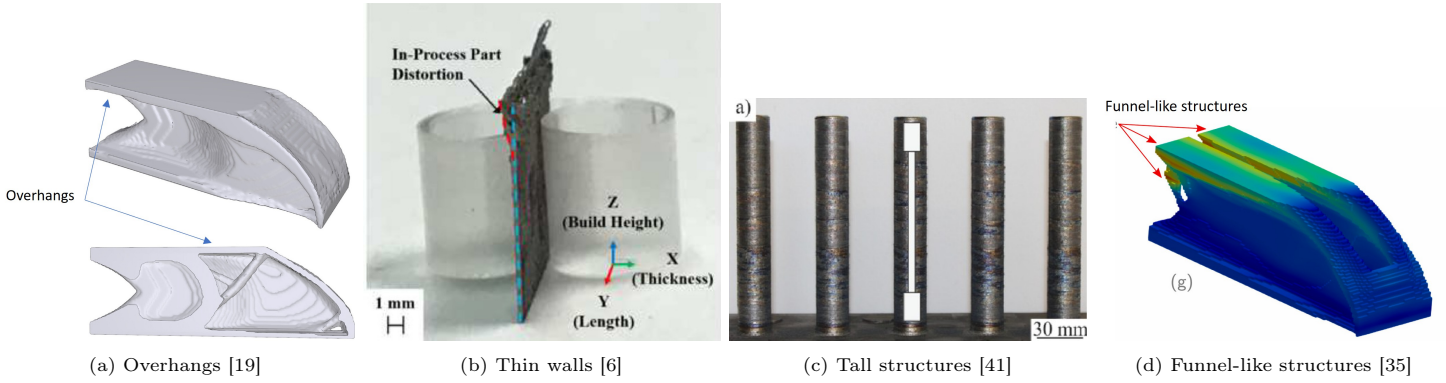 Overhangs
(a) Overhangs [19]
In-Process Part
Distortion
Z
(Build Height)
X
(Thickness)
Y
(Length)
1 mm
(b) Thin walls [6]
a)
30 mm
(c) Tall structures [41]
Funnel-like structures
(g)
(d) Funnel-like structures [35]